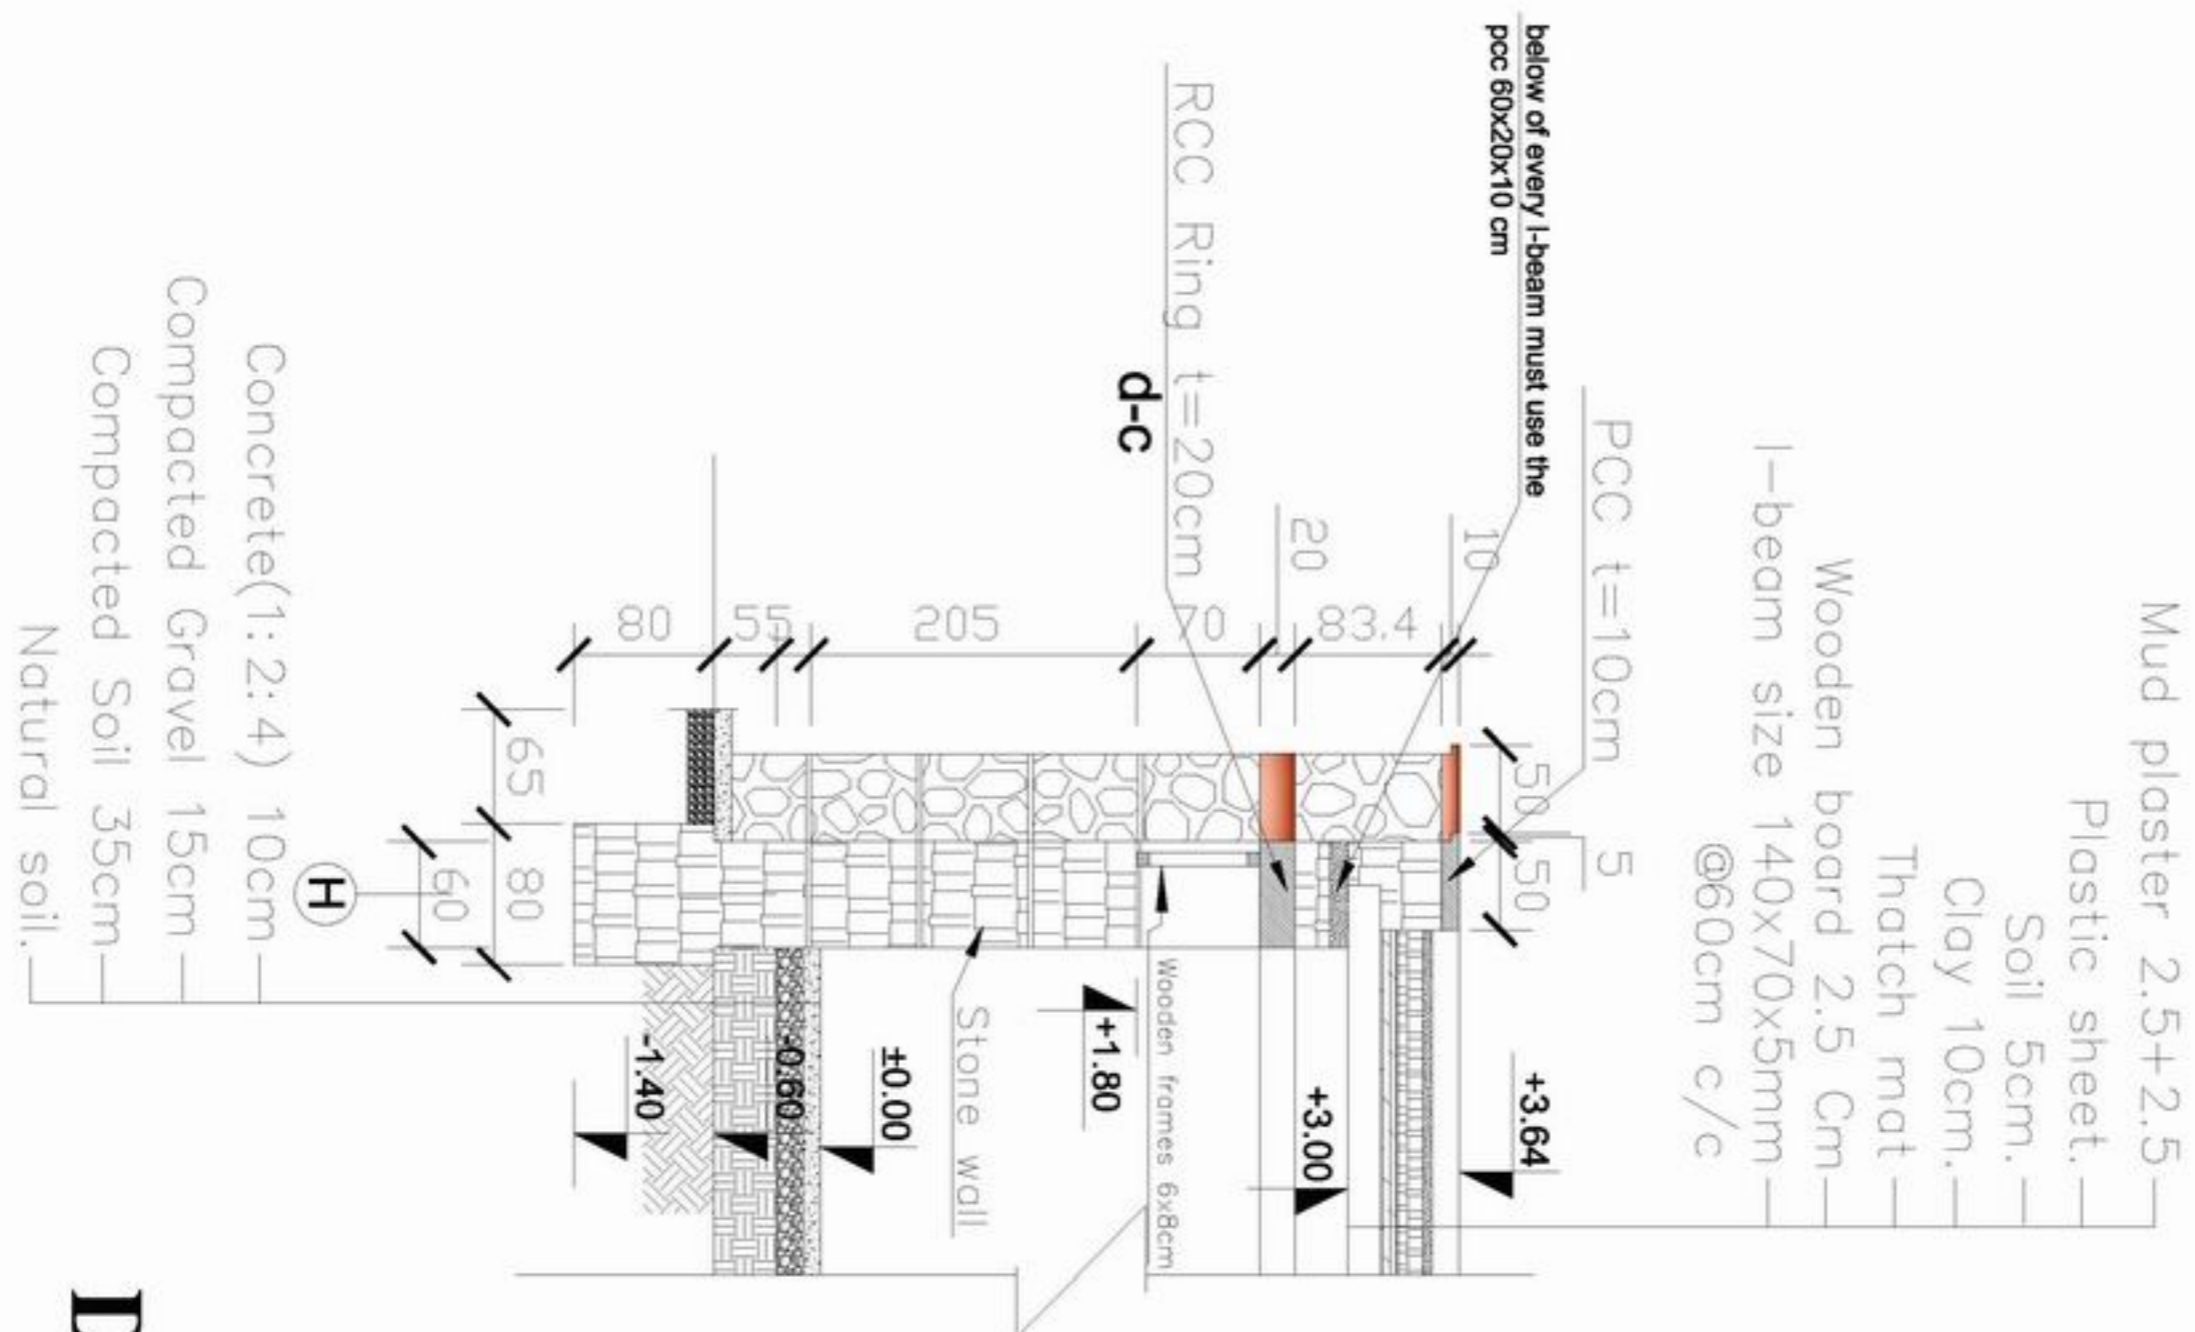 Mud plaster 2.5+2.5
Plastic sheet.
Soil 5cm.
Clay 10cm.
Thatch mat
Wooden board 2.5 Cm
I-beam size 140x70x5mm
@60cm c/c
PCC t=10cm
below of every I-beam must use the
pcc 60x20x10 cm
RCC Ring t=20cm
d-c
10
83.4
20
70
205
55
80
50
5
50
65
80
60
H
+3.64
+3.00
+1.80
±0.00
-0.60
-1.40
Wooden frames 6x8cm
Stone wall
Concrete(1:2:4) 10cm
Compacted Gravel 15cm
Compacted Soil 35cm
Natural soil.